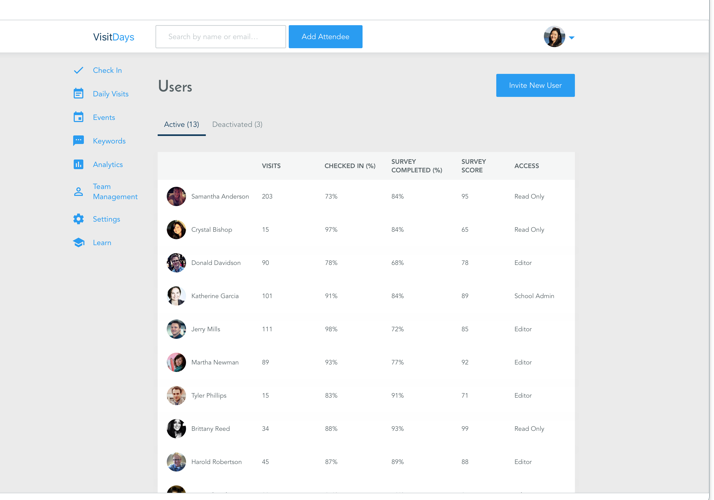 VisitDays
Search by name or email...
Add Attendee
Check In
Daily Visits
Events
Keywords
Analytics
Team
Management
Settings
Learn
Users
Invite New User
Active (13)
Deactivated (3)
VISITS CHECKED IN (%) SURVEY COMPLETED (%) SURVEY SCORE ACCESS
Samantha Anderson 203 73% 84% 95 Read Only
Crystal Bishop 15 97% 84% 65 Read Only
Donald Davidson 90 78% 68% 78 Editor
Katherine Garcia 101 91% 84% 89 School Admin
Jerry Mills 111 98% 72% 85 Editor
Martha Newman 89 93% 77% 92 Editor
Tyler Phillips 15 83% 91% 71 Editor
Brittany Reed 34 88% 93% 99 Read Only
Harold Robertson 45 87% 89% 88 Editor